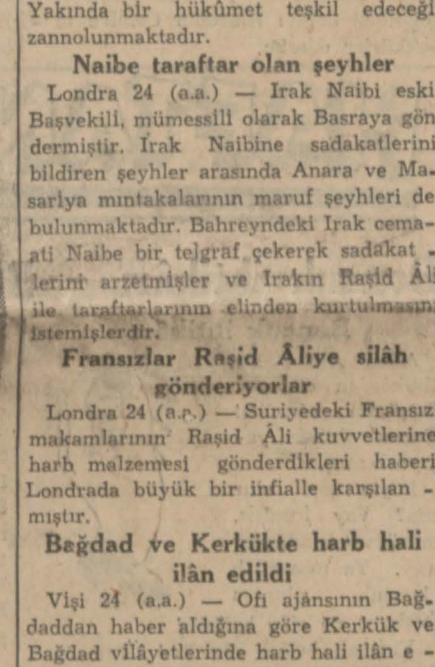 Yakında bir hükûmet teşkil edeceği
zannolunmaktadır.
Naibe taraftar olan şeyhler
Londra 24 (a.a.) — Irak Naibi eski
Başvekili, mümessili olarak Basraya gön
dermiştir. Irak Naibine sadakatlerini
bildiren şeyhler arasında Anara ve Ma-
sariya mıntakalarının maruf şeyhleri de
bulunmaktadır. Bahreyndeki Irak cema-
ati Naibe bir telgraf çekerek sadakat -
lerini arzetmişler ve Irakın Raşid Âli
ile taraftarlarının elinden kurtulmasını
istemişlerdir.
Fransızlar Raşid Âliye silâh
gönderiyorlar
Londra 24 (a.a.) — Suriyedeki Fransız
makamlarının Raşid Âli kuvvetlerine
harb malzemesi gönderdikleri haberi
Londrada büyük bir infialle karşılan -
mıştır.
Bağdad ve Kerkükte harb hali
ilân edildi
Vişi 24 (a.a.) — Ofi ajansının Bağ-
daddan haber aldığına göre Kerkük ve
Bağdad vilâyetlerinde harb hali ilân e -